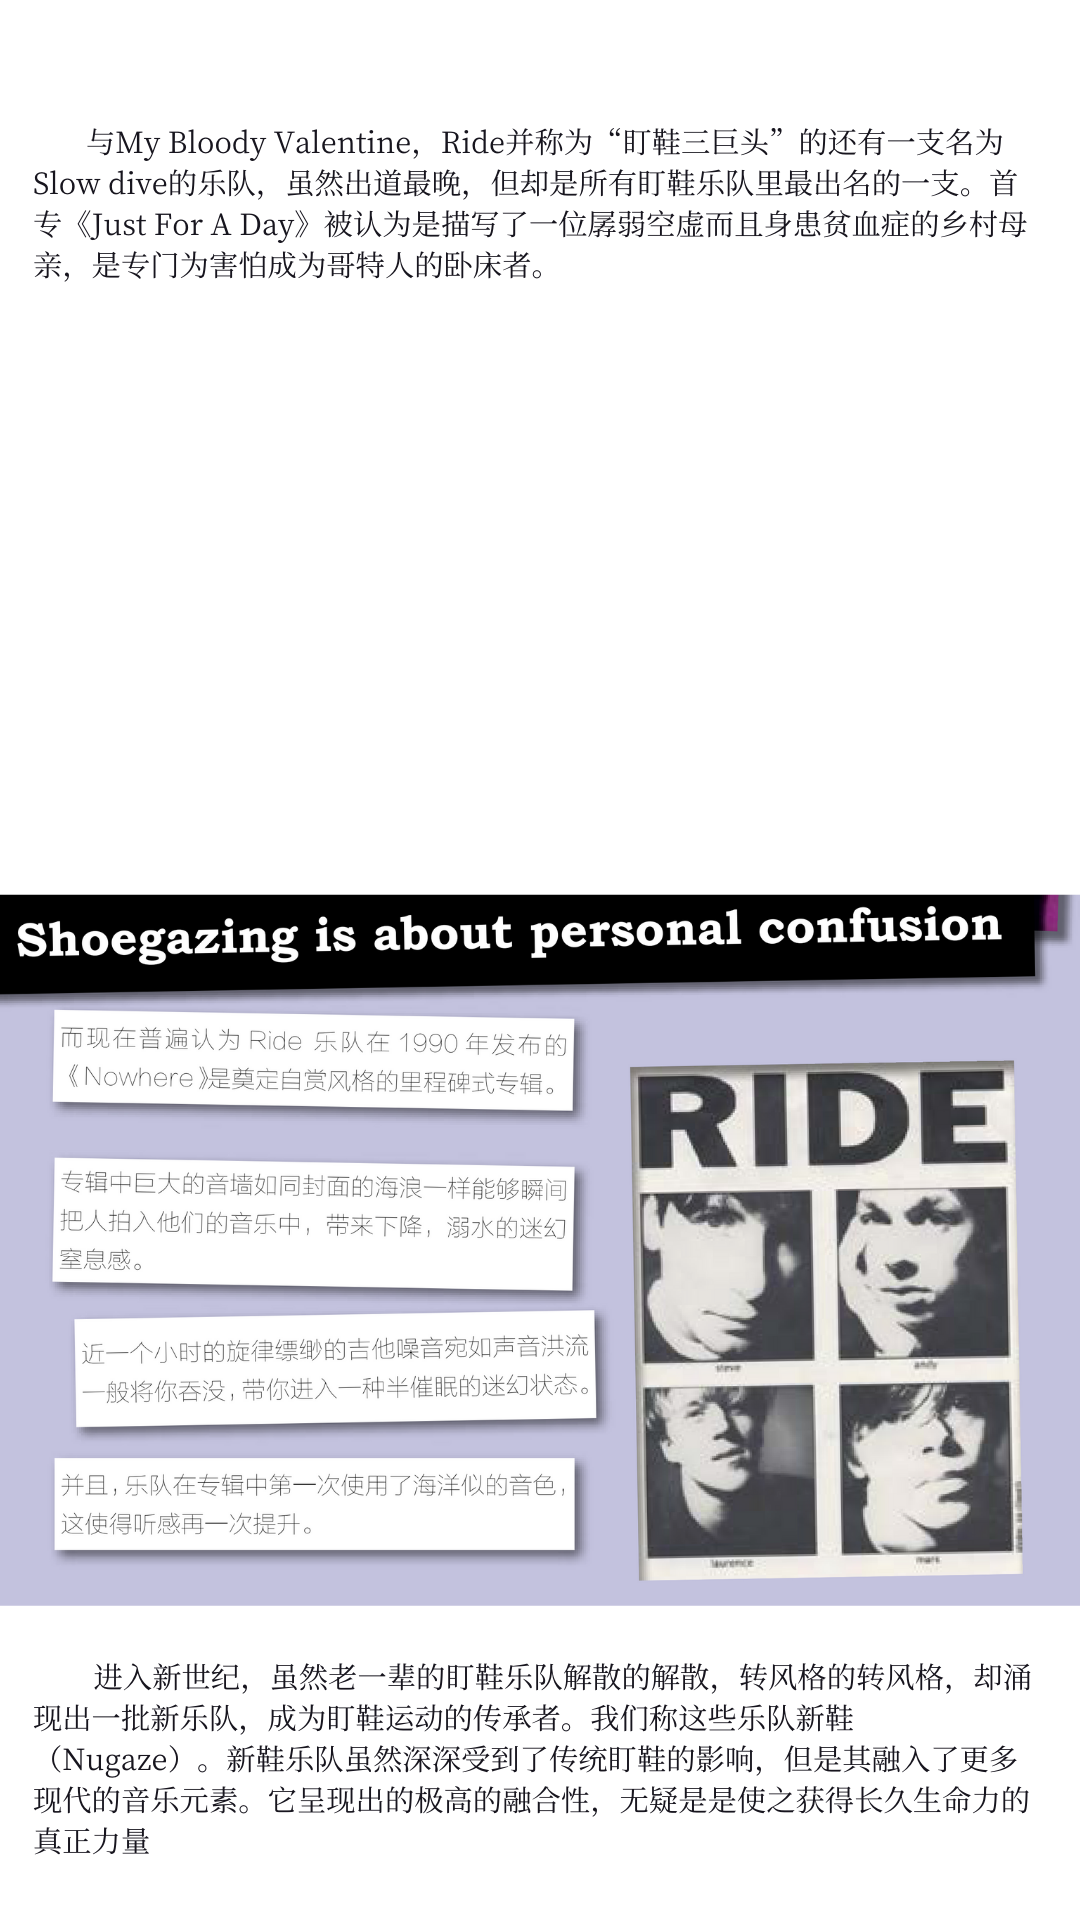 与My Bloody Valentine，Ride并称为“盯鞋三巨头”的还有一支名为
Slow dive的乐队，虽然出道最晚，但却是所有盯鞋乐队里最出名的一支。首
专《Just For A Day》被认为是描写了一位孱弱空虚而且身患贫血症的乡村母
亲，是专门为害怕成为哥特人的卧床者。
Shoegazing is about personal confusion
而现在普遍认为 Ride 乐队在 1990 年发布的
《Nowhere》是奠定自赏风格的里程碑式专辑。
专辑中巨大的音墙如同封面的海浪一样能够瞬间
把人拍入他们的音乐中，带来下降，溺水的迷幻
窒息感。
近一个小时的旋律缥缈的吉他噪音宛如声音洪流
一般将你吞没，带你进入一种半催眠的迷幻状态。
并且，乐队在专辑中第一次使用了海洋似的音色，
这使得听感再一次提升。
RIDE
steve
andy
laurence
mark
进入新世纪，虽然老一辈的盯鞋乐队解散的解散，转风格的转风格，却涌
现出一批新乐队，成为盯鞋运动的传承者。我们称这些乐队新鞋
（Nugaze）。新鞋乐队虽然深深受到了传统盯鞋的影响，但是其融入了更多
现代的音乐元素。它呈现出的极高的融合性，无疑是是使之获得长久生命力的
真正力量